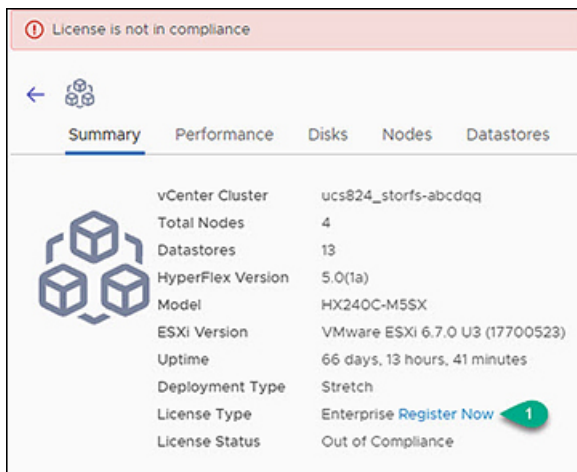 License is not in compliance
Summary Performance Disks Nodes Datastores
vCenter Cluster ucs824_storfs-abcdqq
Total Nodes 4
Datastores 13
HyperFlex Version 5.0(1a)
Model HX240C-M5SX
ESXi Version VMware ESXi 6.7.0 U3 (17700523)
Uptime 66 days, 13 hours, 41 minutes
Deployment Type Stretch
License Type Enterprise Register Now 1
License Status Out of Compliance